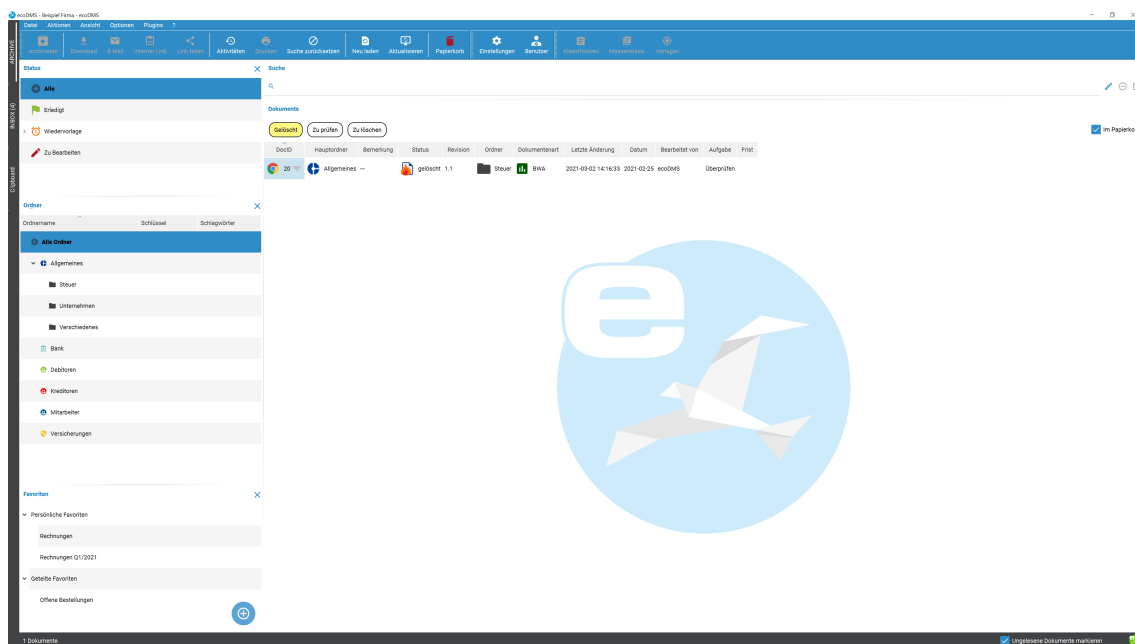 ecoDMS - Beispiel Firma - ecoDMS
Datei Aktionen Ansicht Optionen Plugins ?
Archivieren Download E-Mail Interner Link Link teilen Aktivitäten Drucken Suche zurücksetzen Neu laden Aktualisieren Papierkorb Einstellungen Benutzer Klassifizieren Massenklass. Vorlagen
ARCHIVE
INBOX (4)
Clipboard
Status
Alle
Erledigt
Wiedervorlage
Zu Bearbeiten
Ordner
Ordnername Schlüssel Schlagwörter
Alle Ordner
Allgemeines
Steuer
Unternehmen
Verschiedenes
Bank
Debitoren
Kreditoren
Mitarbeiter
Versicherungen
Favoriten
Persönliche Favoriten
Rechnungen
Rechnungen Q1/2021
Geteilte Favoriten
Offene Bestellungen
Suche
Dokumente
Gelöscht Zu prüfen Zu löschen
im Papierko
DocID Hauptordner Bemerkung Status Revision Ordner Dokumentenart Letzte Änderung Datum Bearbeitet von Aufgabe Frist
20 Allgemeines — gelöscht 1.1 Steuer BWA 2021-03-02 14:16:33 2021-02-25 ecoDMS Überprüfen
e
1 Dokumente
Ungelesene Dokumente markieren